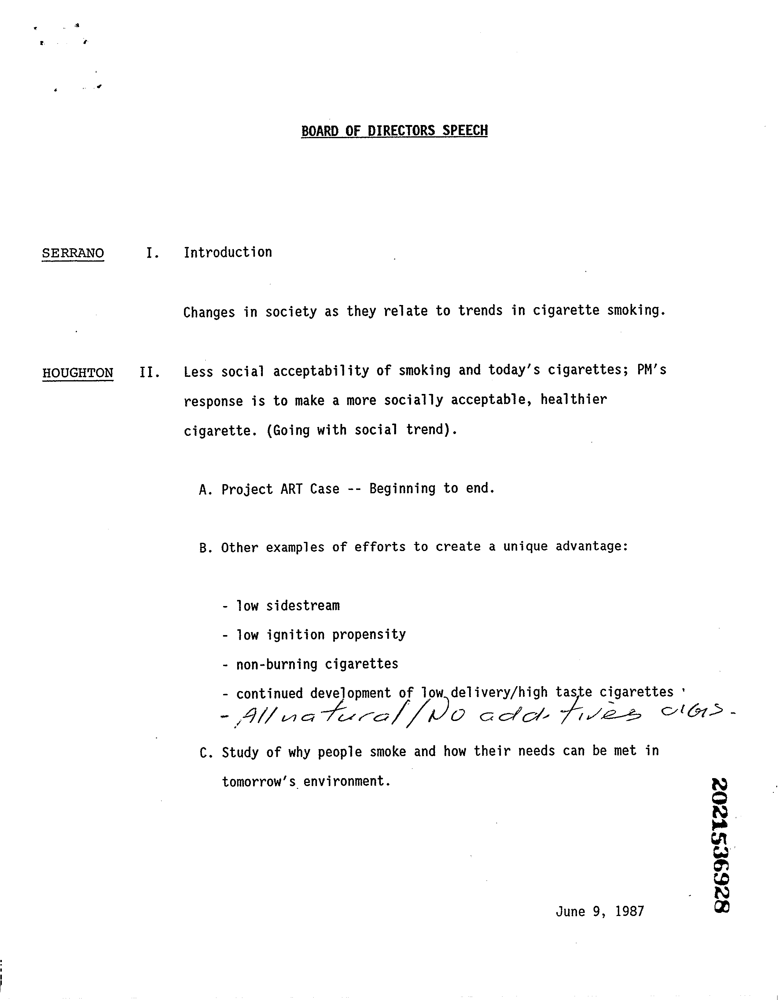 BOARD OF DIRECTORS SPEECH
SERRANO I. Introduction
Changes in society as they relate to trends in cigarette smoking.
HOUGHTON II. Less social acceptability of smoking and today's cigarettes; PM's
response is to make a more socially acceptable, healthier
cigarette. (Going with social trend).
A. Project ART Case -- Beginning to end.
B. Other examples of efforts to create a unique advantage:
- low sidestream
- low ignition propensity
- non-burning cigarettes
- continued development of low delivery/high taste cigarettes
- All natural/No additives cigs.
C. Study of why people smoke and how their needs can be met in
tomorrow's environment.
2021536928
June 9, 1987